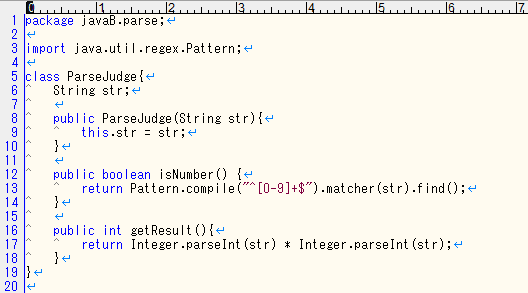 0 1 2 3 4 5 6 7
1 package javaB.parse;
2
3 import java.util.regex.Pattern;
4
5 class ParseJudge{
6 String str;
7
8 public ParseJudge(String str){
9 this.str = str;
10 }
11
12 public boolean isNumber() {
13 return Pattern.compile("^[0-9]+$").matcher(str).find();
14 }
15
16 public int getResult(){
17 return Integer.parseInt(str) * Integer.parseInt(str);
18 }
19 }
20